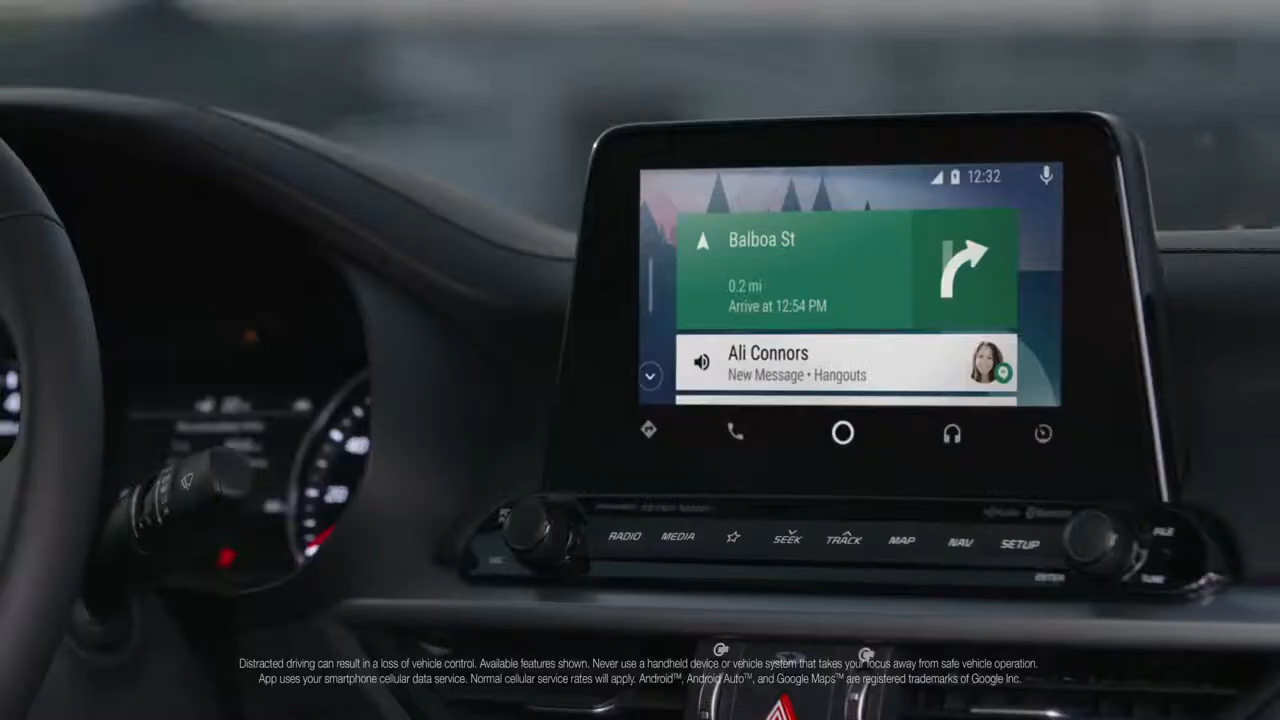 12:32
Balboa St
0.2 mi
Arrive at 12:54 PM
Ali Connors
New Message • Hangouts
RADIO MEDIA SEEK TRACK MAP NAV SETUP
FILE
ENTER TUNE
20
Distracted driving can result in a loss of vehicle control. Available features shown. Never use a handheld device or vehicle system that takes your focus away from safe vehicle operation.
App uses your smartphone cellular data service. Normal cellular service rates will apply. Android™, Android Auto™, and Google Maps™ are registered trademarks of Google Inc.